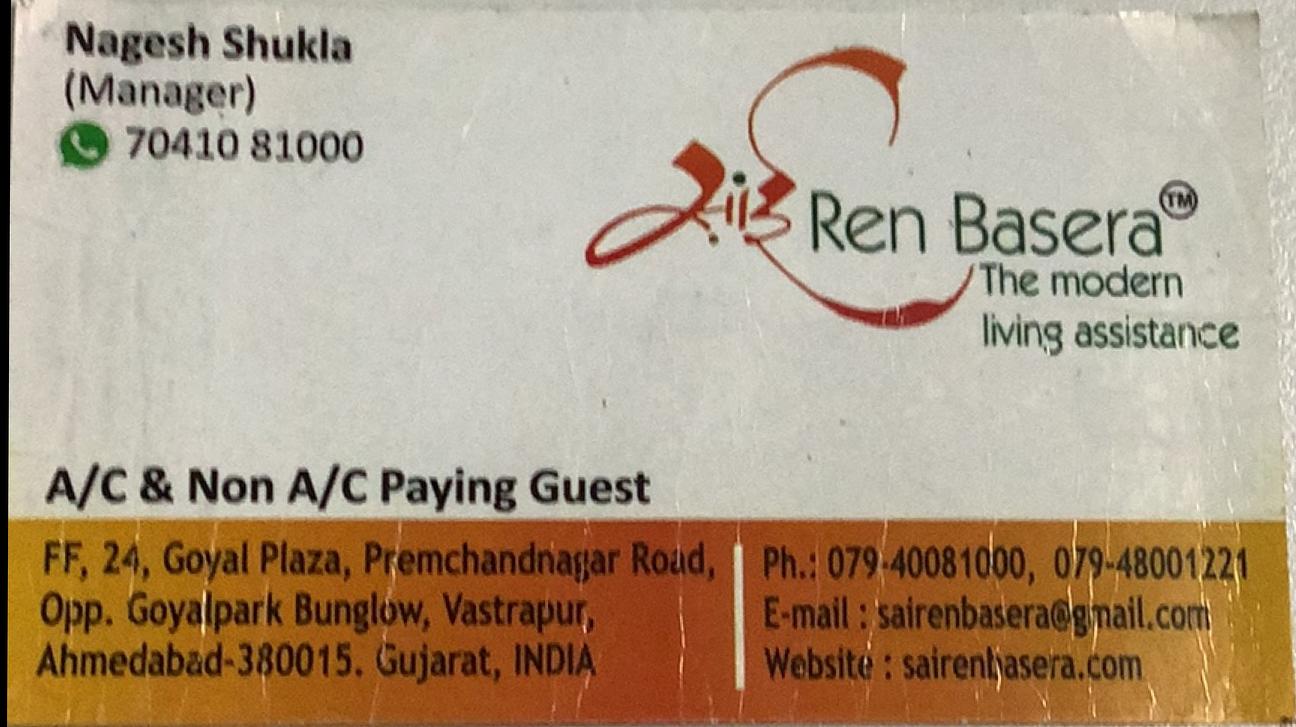 Nagesh Shukla
(Manager)
70410 81000
साँई Ren Basera™
The modern
living assistance
A/C & Non A/C Paying Guest
FF, 24, Goyal Plaza, Premchandnagar Road,
Opp. Goyalpark Bunglow, Vastrapur,
Ahmedabad-380015. Gujarat, INDIA
Ph.: 079-40081000, 079-48001221
E-mail : sairenbasera@gmail.com
Website : sairenbasera.com